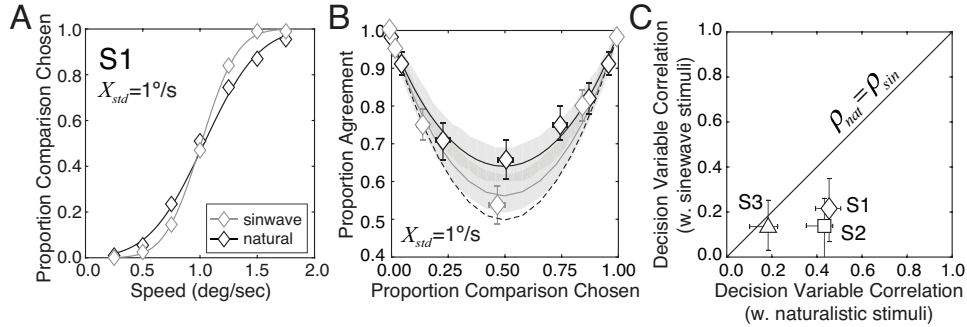 A
Proportion Comparison Chosen
1.0
0.8
0.6
0.4
0.2
0.0
S1
X_std=1°/s
sinwave
natural
0.0 0.5 1.0 1.5 2.0
Speed (deg/sec)
B
Proportion Agreement
1.0
0.9
0.8
0.7
0.6
0.5
0.4
X_std=1°/s
0.00 0.25 0.50 0.75 1.00
Proportion Comparison Chosen
C
Decision Variable Correlation
(w. sinewave stimuli)
1.0
0.8
0.6
0.4
0.2
0.0
ρ_nat=ρ_sin
S3
S1
S2
0.0 0.2 0.4 0.6 0.8 1.0
Decision Variable Correlation
(w. naturalistic stimuli)